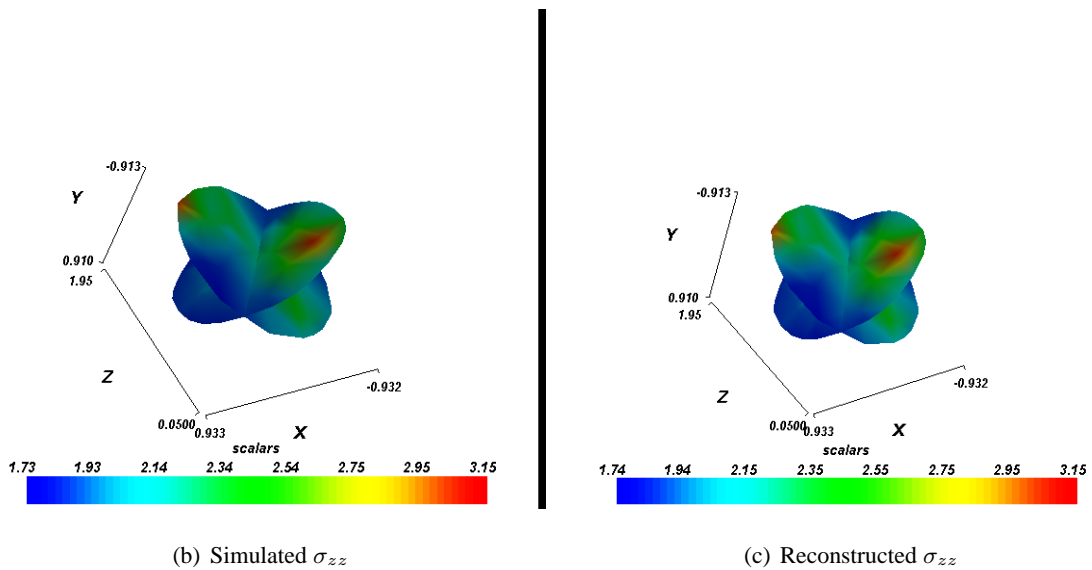 -0.913
Y
0.910
1.95
Z
-0.932
0.0500
0.933
X
scalars
1.73 1.93 2.14 2.34 2.54 2.75 2.95 3.15
(b) Simulated σzz
-0.913
Y
0.910
1.95
Z
-0.932
0.0500
0.933
X
scalars
1.74 1.94 2.15 2.35 2.55 2.75 2.95 3.15
(c) Reconstructed σzz